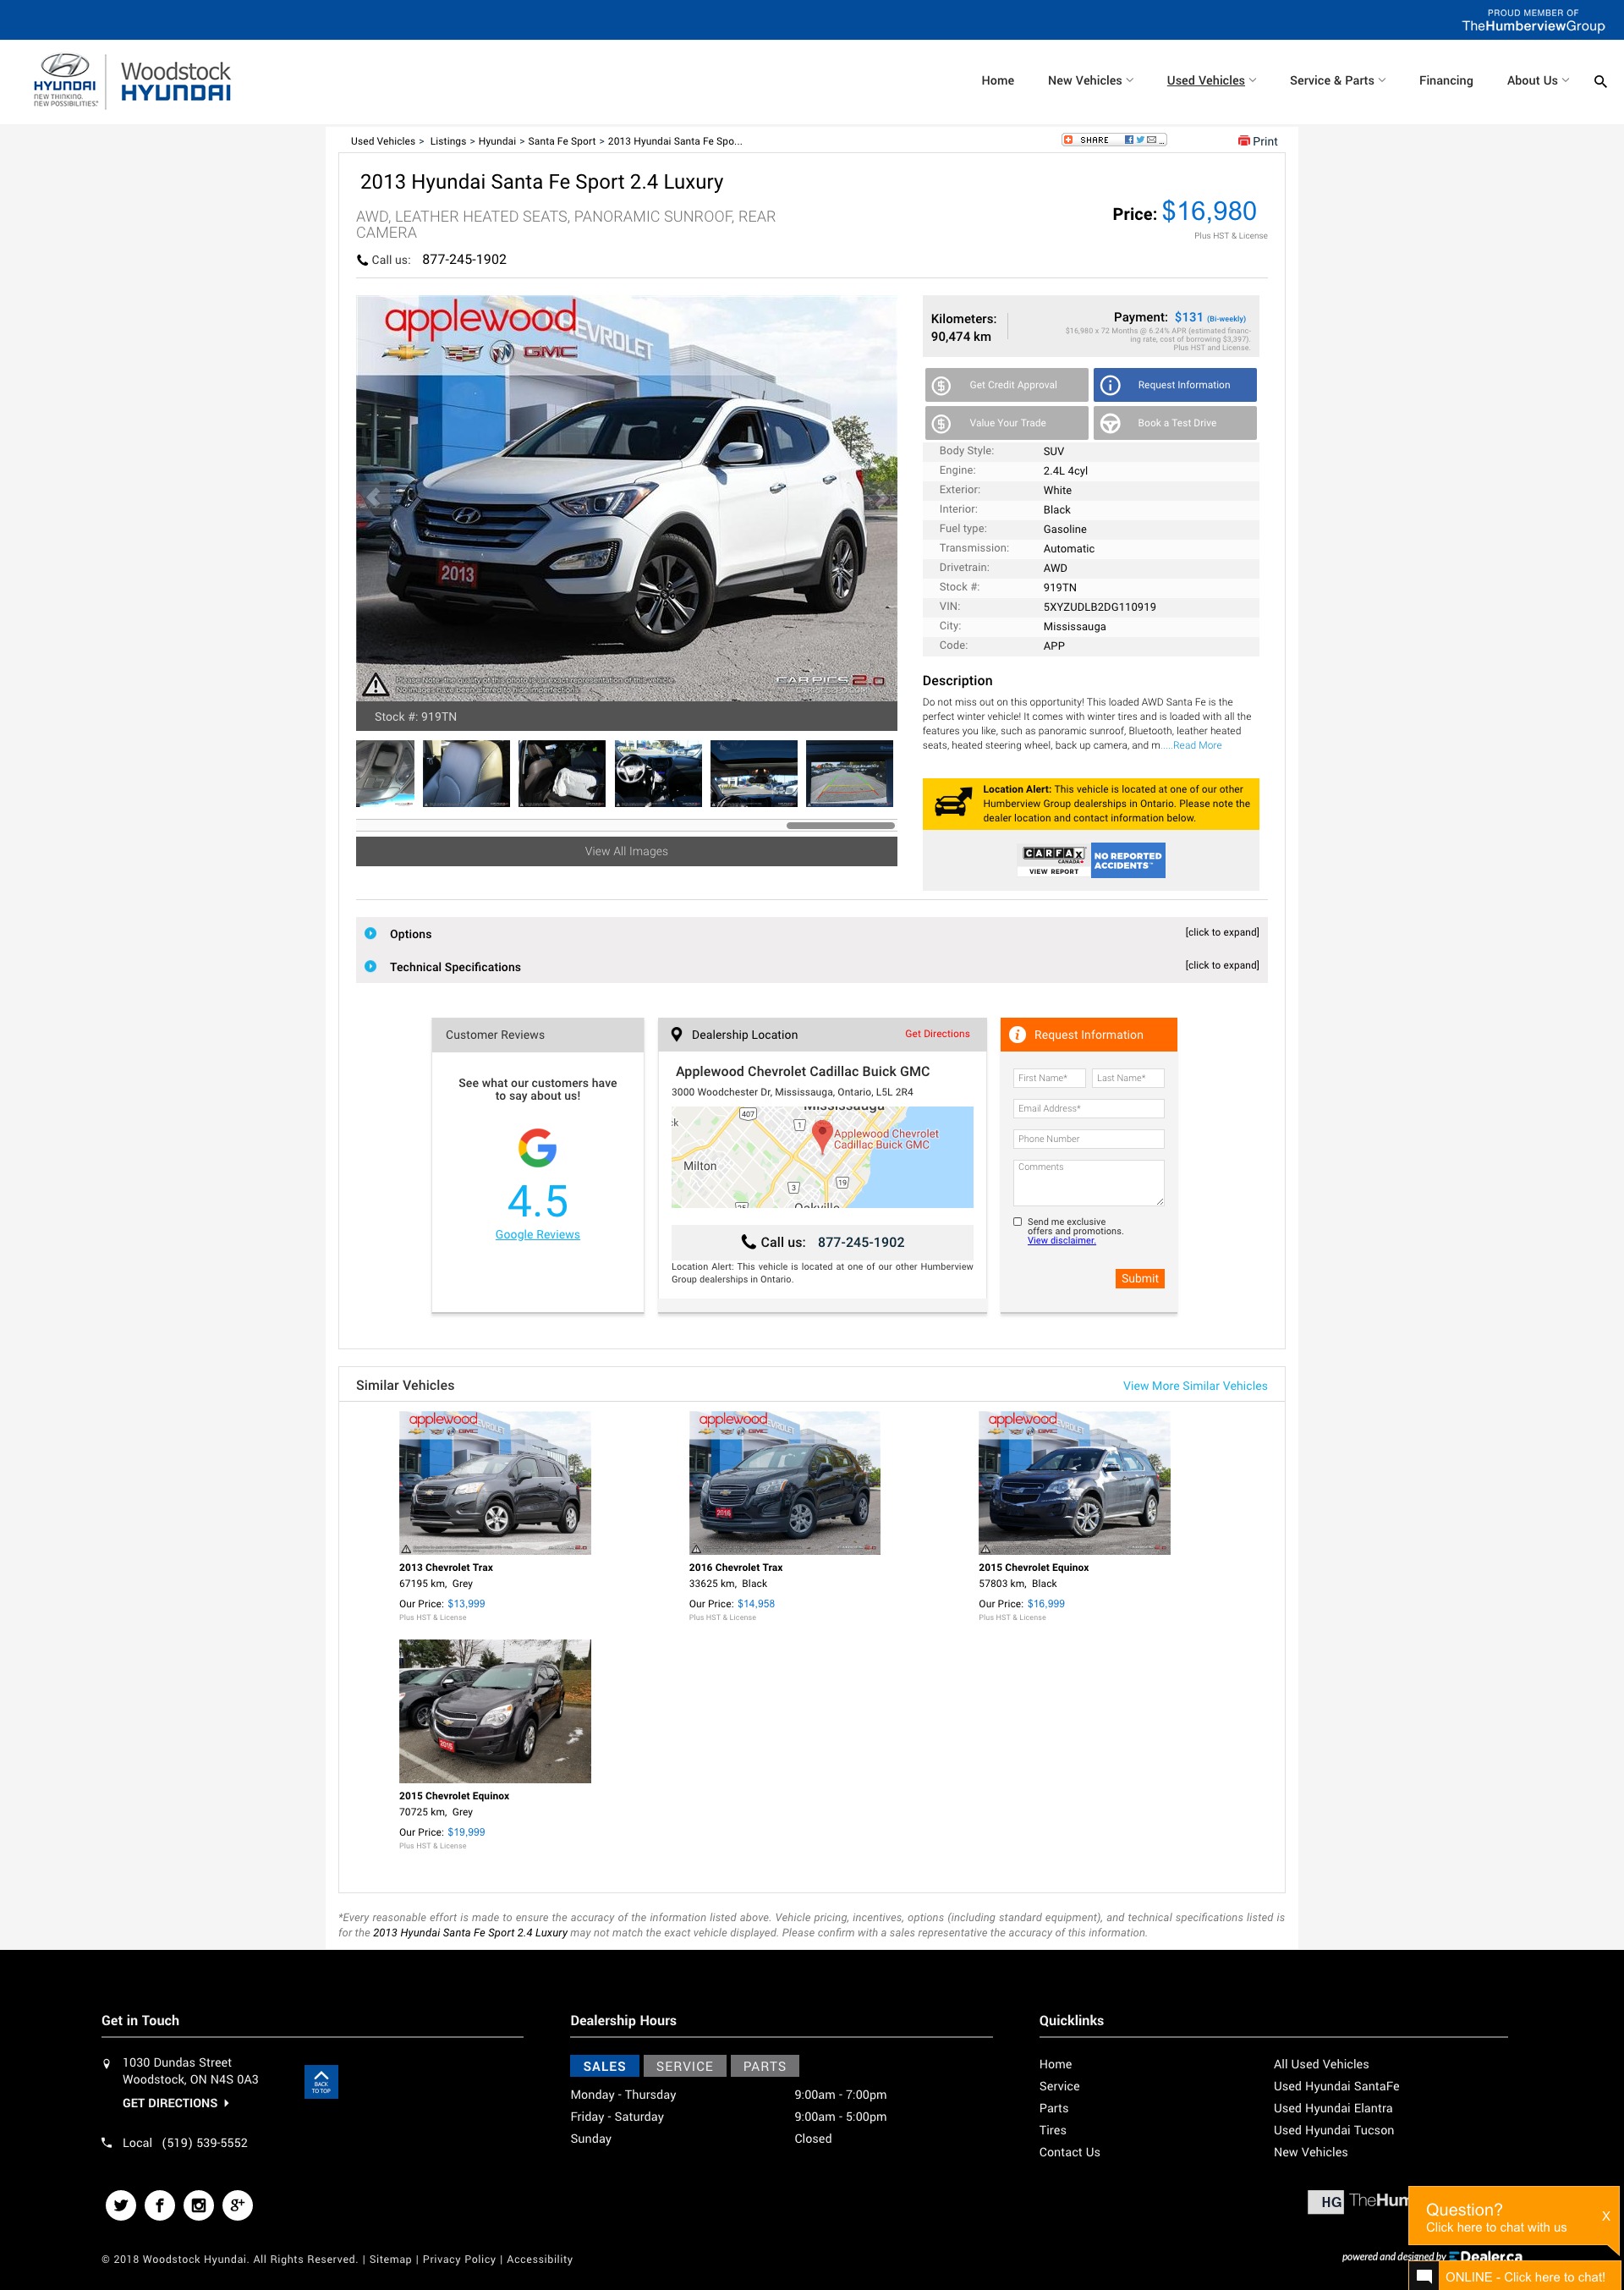 PROUD MEMBER OF
TheHumberviewGroup
HYUNDAI
NEW THINKING.
NEW POSSIBILITIES.
Woodstock
HYUNDAI
Home New Vehicles Used Vehicles Service & Parts Financing About Us
Used Vehicles > Listings > Hyundai > Santa Fe Sport > 2013 Hyundai Santa Fe Spo...
SHARE
Print
2013 Hyundai Santa Fe Sport 2.4 Luxury
AWD, LEATHER HEATED SEATS, PANORAMIC SUNROOF, REAR
CAMERA
Price: $16,980
Plus HST & License
Call us: 877-245-1902
applewood
CHEVROLET
GMC
2013
Please Note: the quality of this photo is an exact representation of this vehicle.
No images have been altered to hide imperfections.
CARPICS 2.0
Stock #: 919TN
View All Images
Kilometers:
90,474 km
Payment: $131 (Bi-weekly)
$16,980 x 72 Months @ 6.24% APR (estimated financ-
ing rate, cost of borrowing $3,397).
Plus HST and License.
Get Credit Approval
Request Information
Value Your Trade
Book a Test Drive
Body Style: SUV
Engine: 2.4L 4cyl
Exterior: White
Interior: Black
Fuel type: Gasoline
Transmission: Automatic
Drivetrain: AWD
Stock #: 919TN
VIN: 5XYZUDLB2DG110919
City: Mississauga
Code: APP
Description
Do not miss out on this opportunity! This loaded AWD Santa Fe is the
perfect winter vehicle! It comes with winter tires and is loaded with all the
features you like, such as panoramic sunroof, Bluetooth, leather heated
seats, heated steering wheel, back up camera, and m.....Read More
Location Alert: This vehicle is located at one of our other
Humberview Group dealerships in Ontario. Please note the
dealer location and contact information below.
CARFAX
CANADA
VIEW REPORT
NO REPORTED
ACCIDENTS™
Options [click to expand]
Technical Specifications [click to expand]
Customer Reviews
See what our customers have
to say about us!
4.5
Google Reviews
Dealership Location Get Directions
Applewood Chevrolet Cadillac Buick GMC
3000 Woodchester Dr, Mississauga, Ontario, L5L 2R4
Mississauga
407
1
Applewood Chevrolet
Cadillac Buick GMC
Milton
3
19
25
Oakville
Call us: 877-245-1902
Location Alert: This vehicle is located at one of our other Humberview
Group dealerships in Ontario.
Request Information
First Name*
Last Name*
Email Address*
Phone Number
Comments
Send me exclusive
offers and promotions.
View disclaimer.
Submit
Similar Vehicles View More Similar Vehicles
applewood
applewood
applewood
2013 Chevrolet Trax
67195 km, Grey
Our Price: $13,999
Plus HST & License
2016
2016 Chevrolet Trax
33625 km, Black
Our Price: $14,958
Plus HST & License
2015 Chevrolet Equinox
57803 km, Black
Our Price: $16,999
Plus HST & License
2015
2015 Chevrolet Equinox
70725 km, Grey
Our Price: $19,999
Plus HST & License
*Every reasonable effort is made to ensure the accuracy of the information listed above. Vehicle pricing, incentives, options (including standard equipment), and technical specifications listed is
for the 2013 Hyundai Santa Fe Sport 2.4 Luxury may not match the exact vehicle displayed. Please confirm with a sales representative the accuracy of this information.
Get in Touch
1030 Dundas Street
Woodstock, ON N4S 0A3
GET DIRECTIONS
BACK
TO TOP
Local (519) 539-5552
Dealership Hours
SALES SERVICE PARTS
Monday - Thursday 9:00am - 7:00pm
Friday - Saturday 9:00am - 5:00pm
Sunday Closed
Quicklinks
Home
Service
Parts
Tires
Contact Us
All Used Vehicles
Used Hyundai SantaFe
Used Hyundai Elantra
Used Hyundai Tucson
New Vehicles
HG TheHum
Question?
Click here to chat with us
X
© 2018 Woodstock Hyundai. All Rights Reserved. | Sitemap | Privacy Policy | Accessibility
powered and designed by EDealer.ca
ONLINE - Click here to chat!